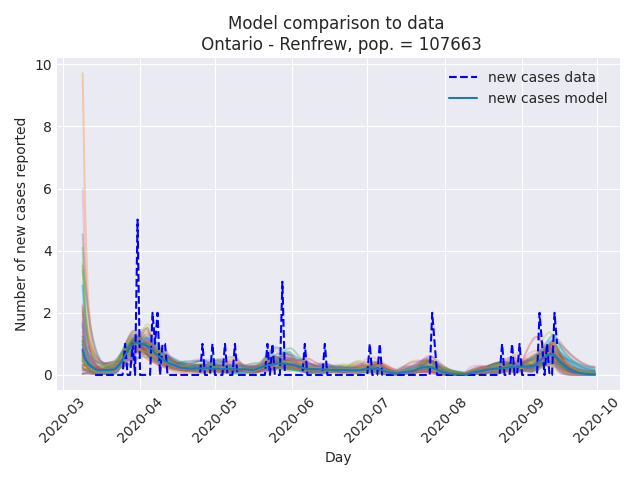 Model comparison to data
Ontario - Renfrew, pop. = 107663
new cases data
new cases model
Number of new cases reported
10
8
6
4
2
0
2020-03
2020-04
2020-05
2020-06
2020-07
2020-08
2020-09
2020-10
Day